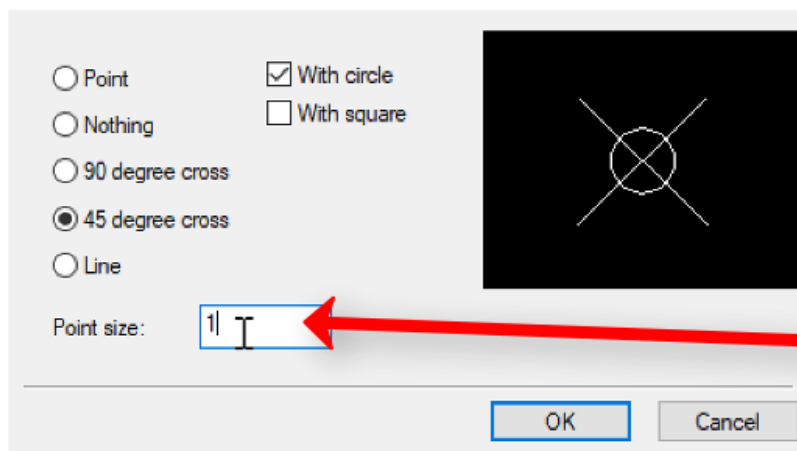 Point
With circle
Nothing
With square
90 degree cross
45 degree cross
Line
Point size: 1
OK Cancel